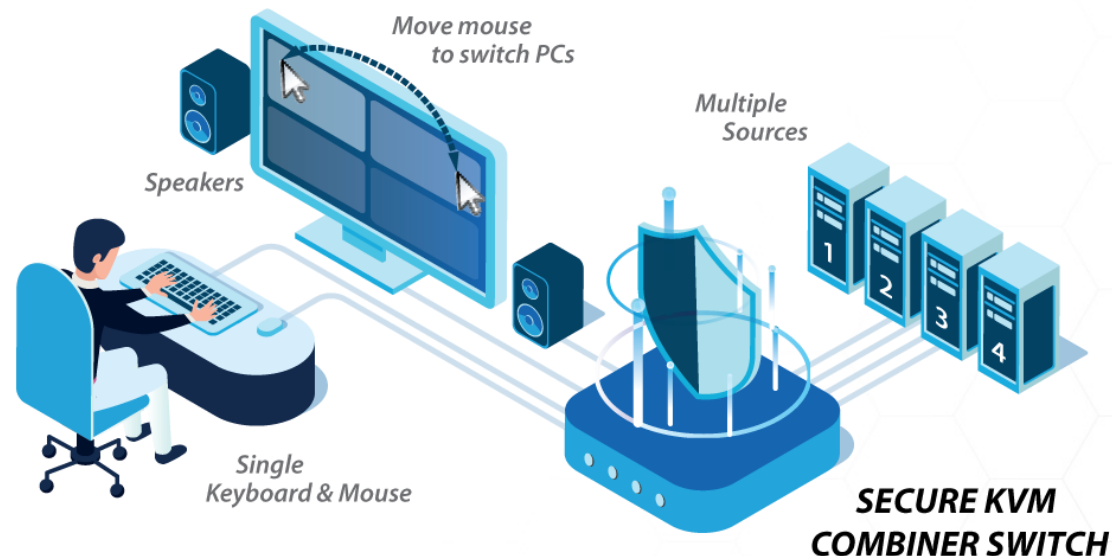 Move mouse
to switch PCs
Multiple
Sources
Speakers
1
2
3
4
Single
Keyboard & Mouse
SECURE KVM
COMBINER SWITCH